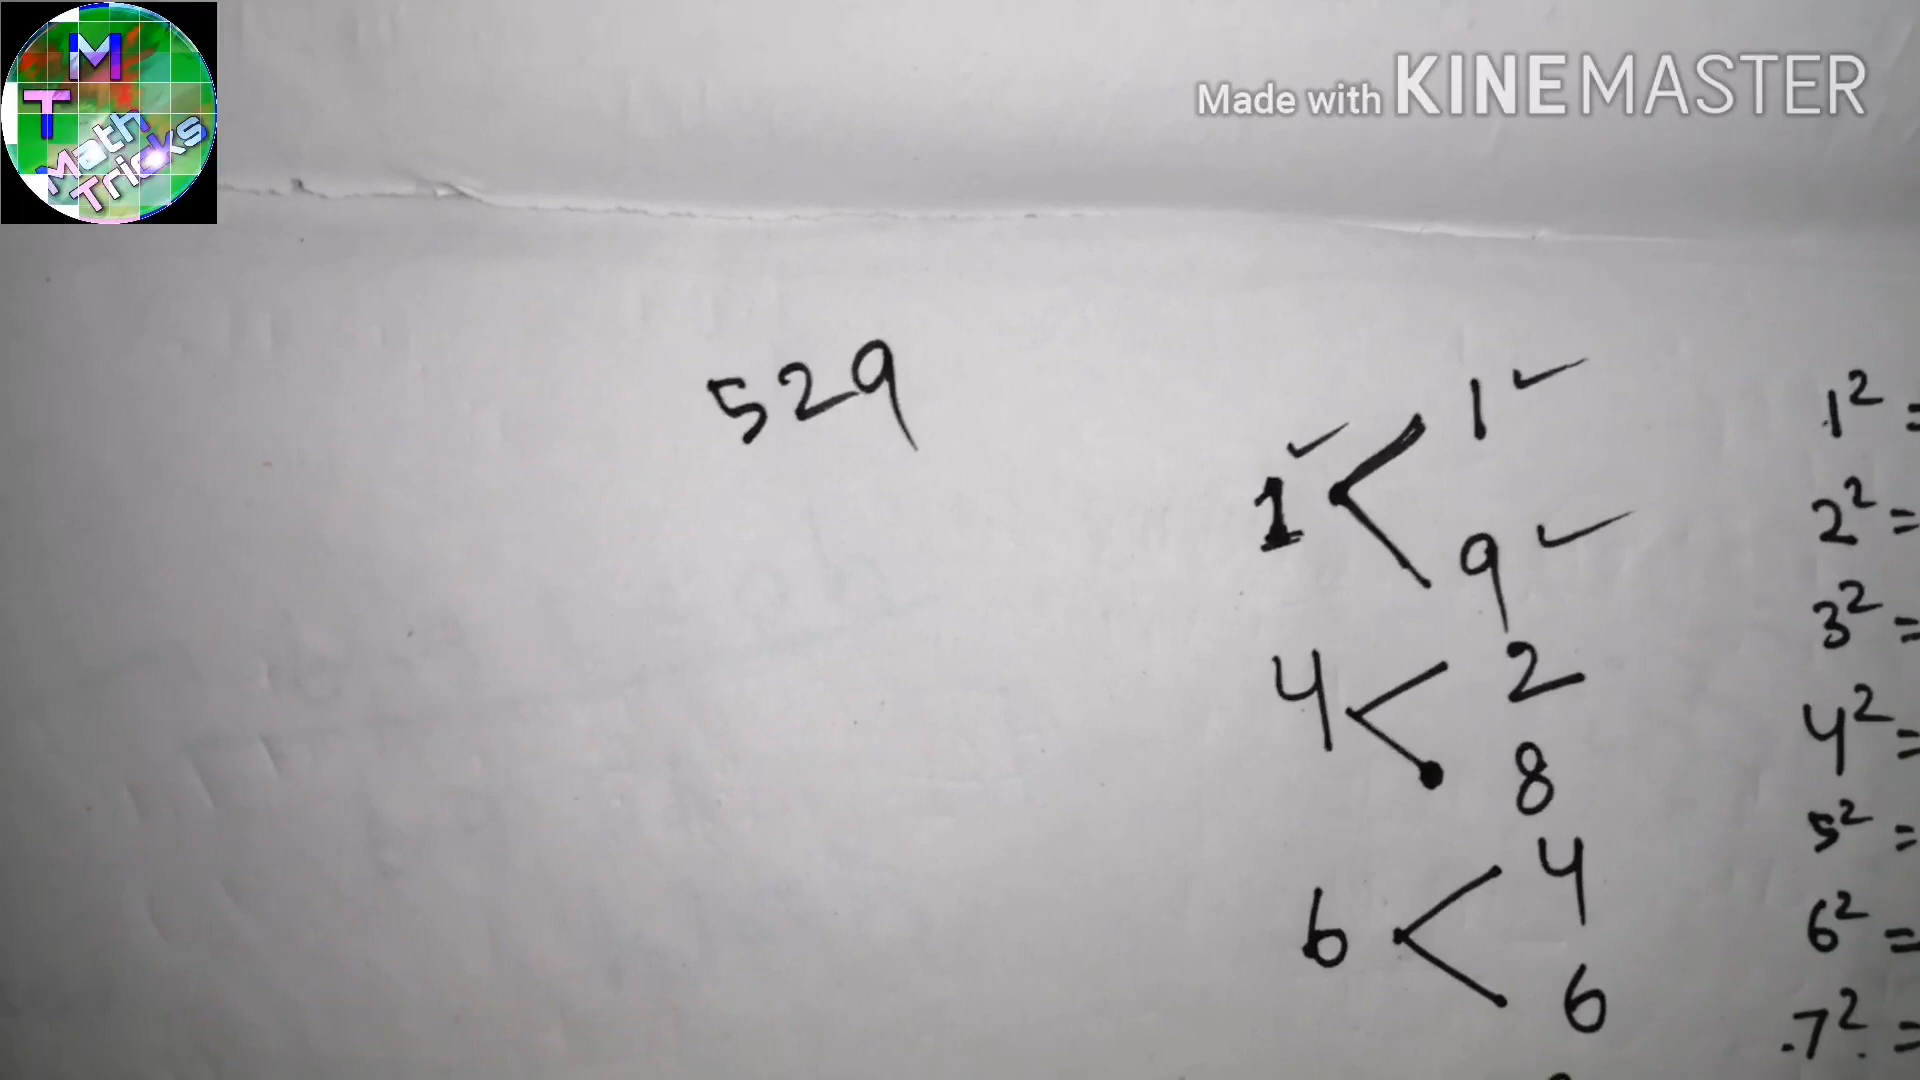 M
T
Math
Tricks
Made with KINEMASTER
529
1 ✓ < 1 ✓
9 ✓
4 < 2
8
6 < 4
6
1² =
2² =
3² =
4² =
5² =
6² =
7² =